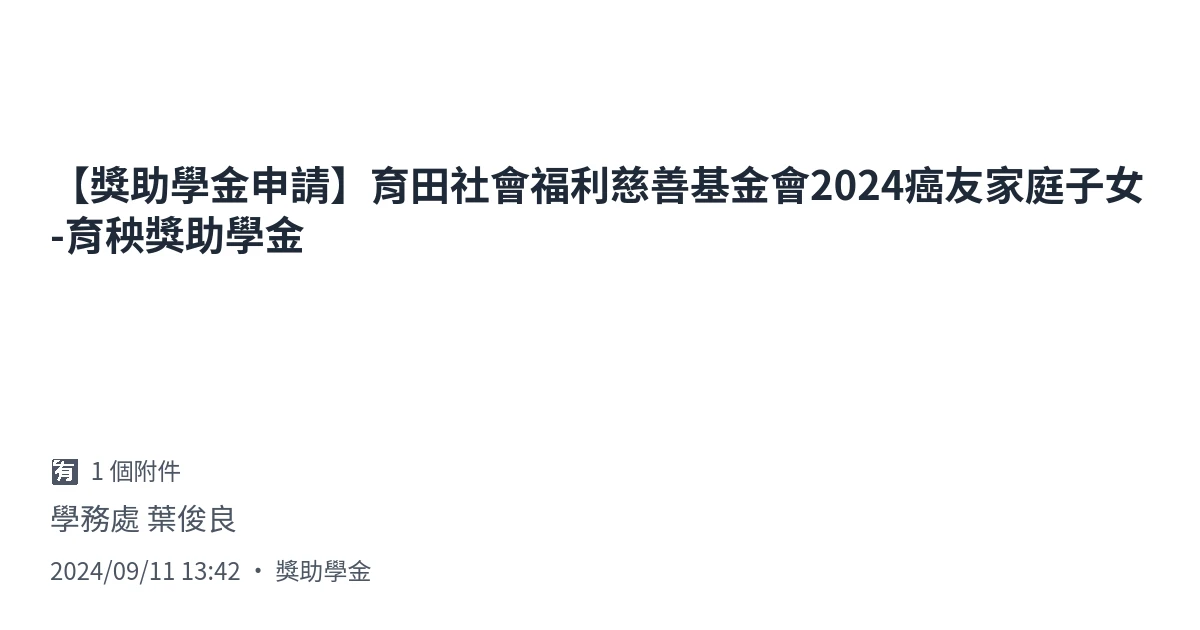 【獎助學金申請】育田社會福利慈善基金會2024癌友家庭子女
-育秧獎助學金
🈶 1 個附件
學務處 葉俊良
2024/09/11 13:42 • 獎助學金